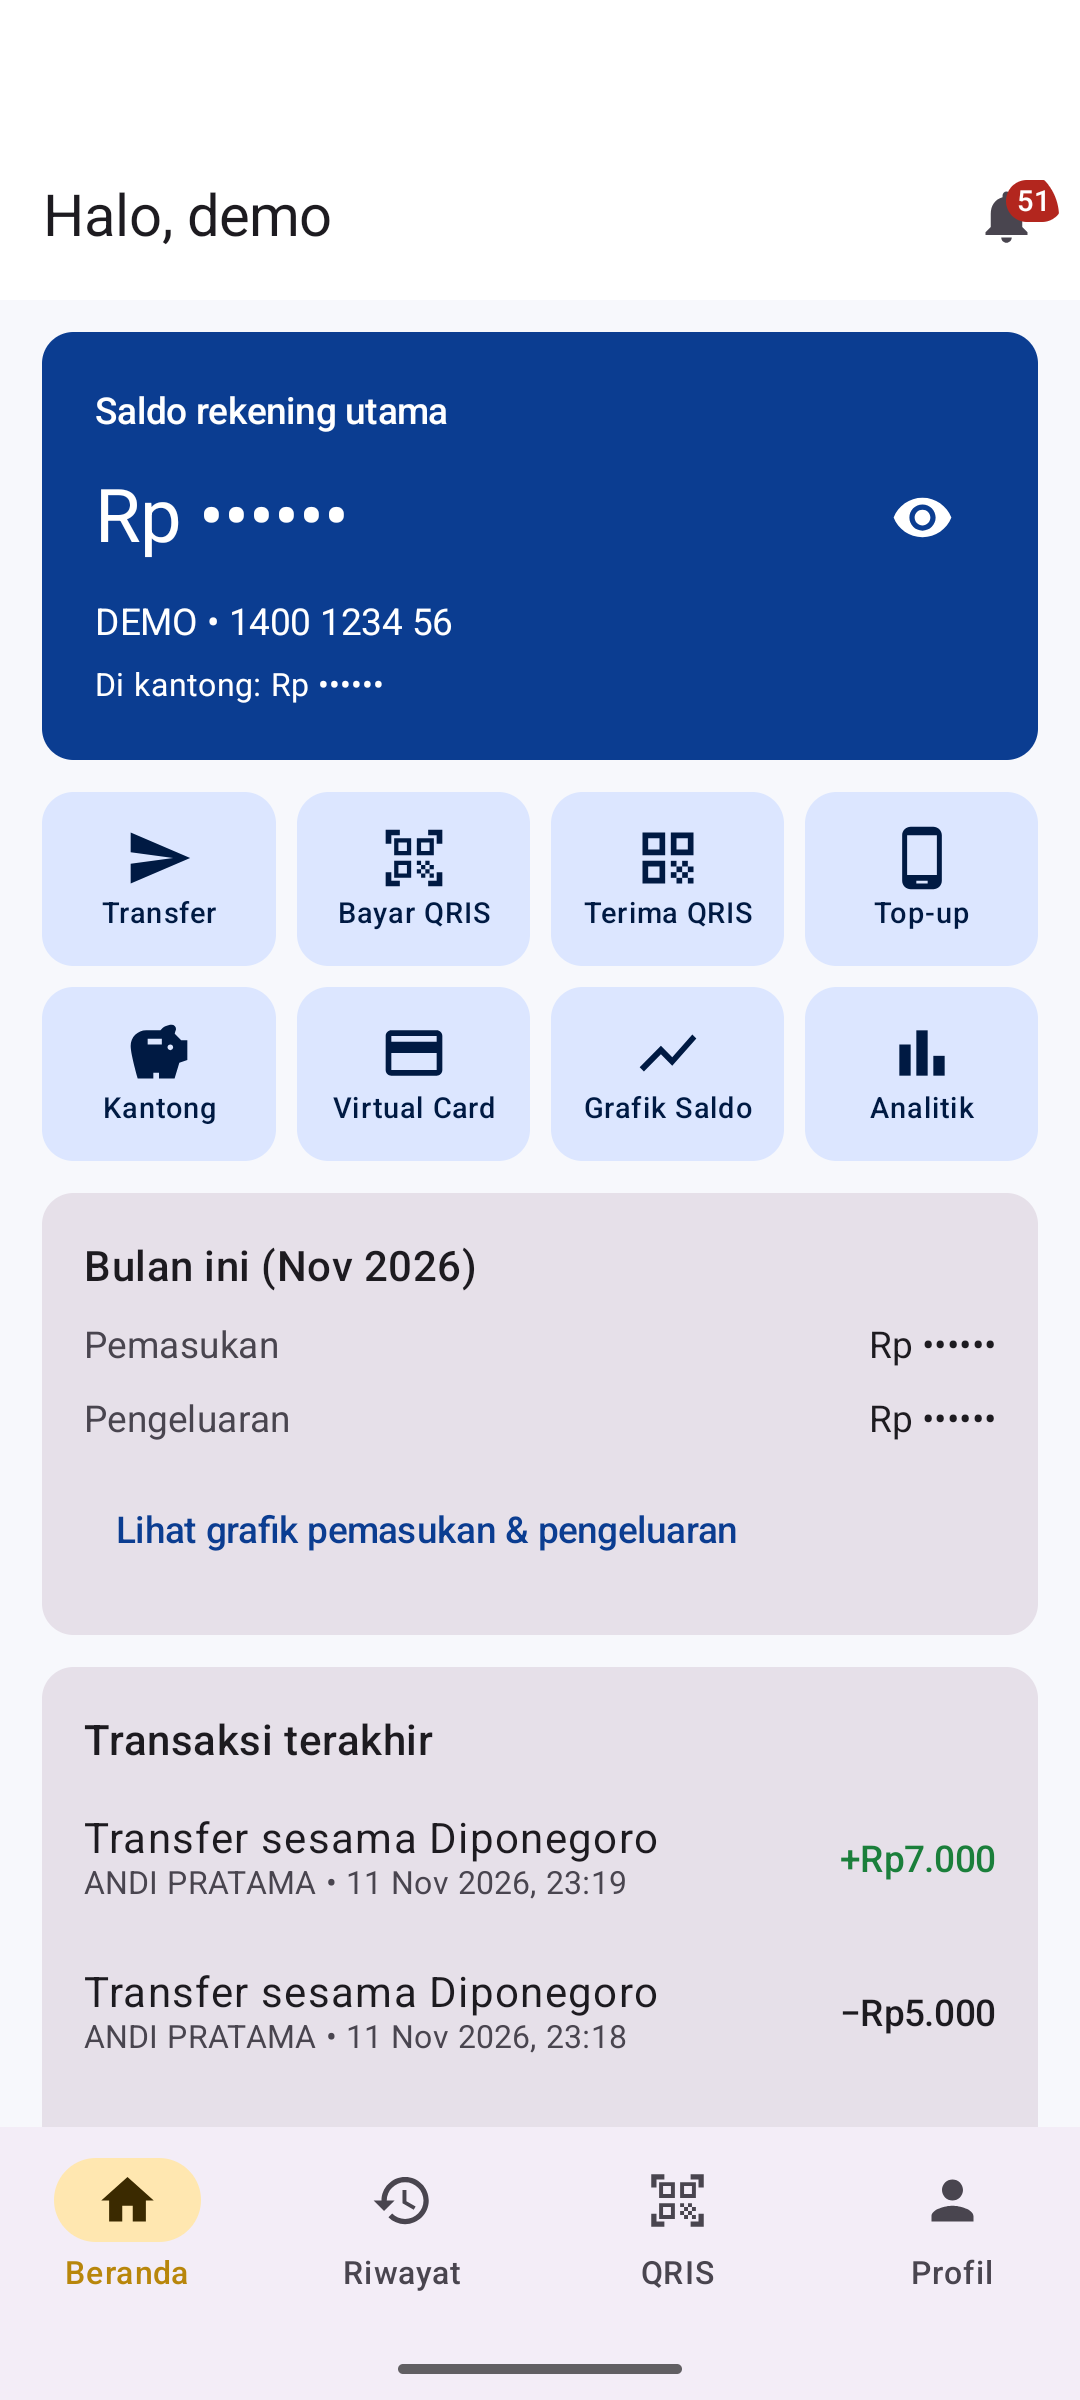 Halo, demo
51
Saldo rekening utama
Rp ••••••
DEMO • 1400 1234 56
Di kantong: Rp ••••••
Transfer
Bayar QRIS
Terima QRIS
Top-up
Kantong
Virtual Card
Grafik Saldo
Analitik
Bulan ini (Nov 2026)
Pemasukan Rp ••••••
Pengeluaran Rp ••••••
Lihat grafik pemasukan & pengeluaran
Transaksi terakhir
Transfer sesama Diponegoro
ANDI PRATAMA • 11 Nov 2026, 23:19
+Rp7.000
Transfer sesama Diponegoro
ANDI PRATAMA • 11 Nov 2026, 23:18
−Rp5.000
Beranda
Riwayat
QRIS
Profil